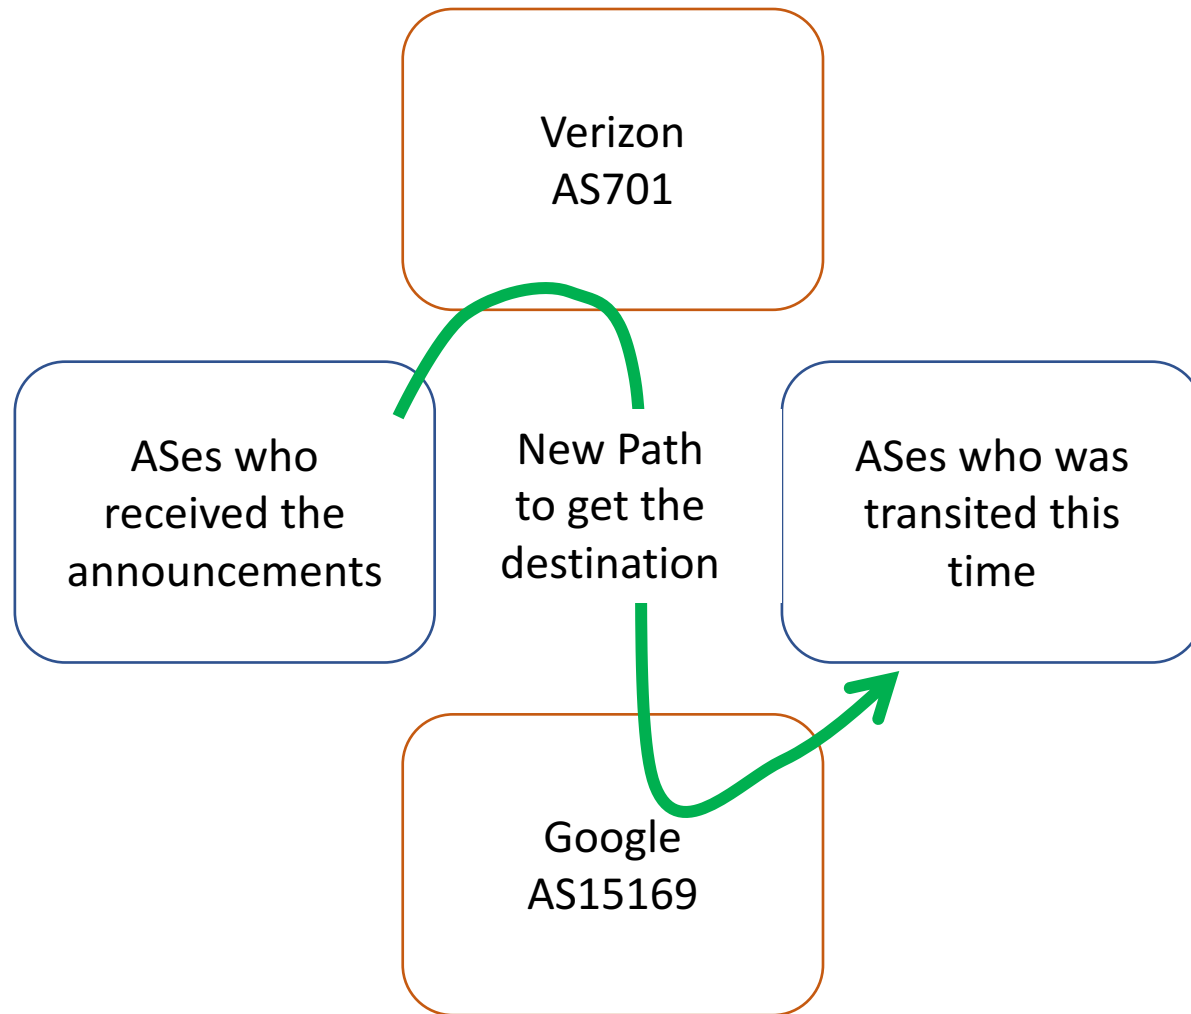 Verizon
AS701
ASes who
received the
announcements
New Path
to get the
destination
ASes who was
transited this
time
Google
AS15169